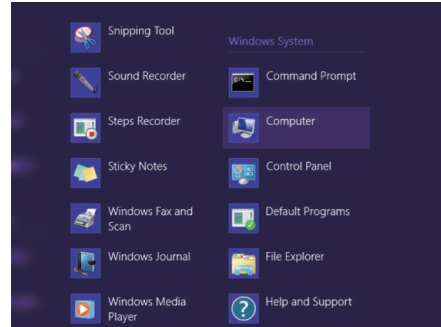 Snipping Tool
Sound Recorder
Steps Recorder
Sticky Notes
Windows Fax and
Scan
Windows Journal
Windows Media
Player
Windows System
Command Prompt
Computer
Control Panel
Default Programs
File Explorer
Help and Support